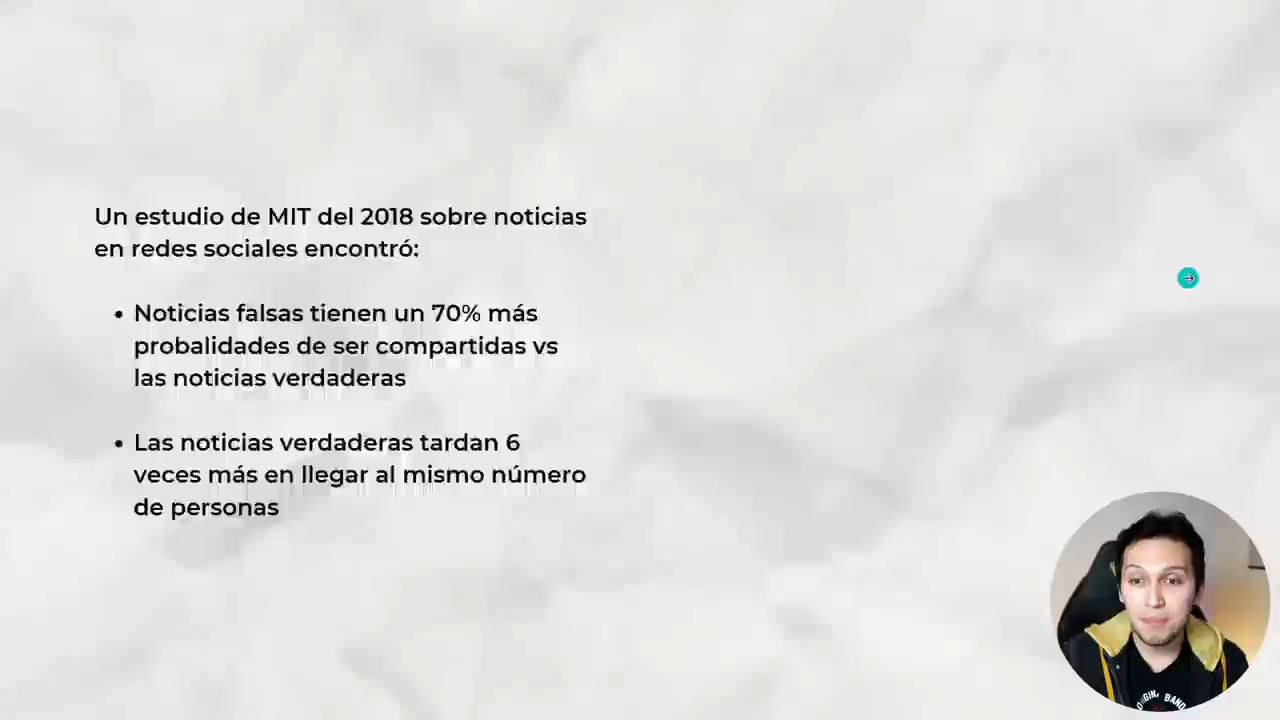 Un estudio de MIT del 2018 sobre noticias
en redes sociales encontró:
• Noticias falsas tienen un 70% más
probalidades de ser compartidas vs
las noticias verdaderas
• Las noticias verdaderas tardan 6
veces más en llegar al mismo número
de personas